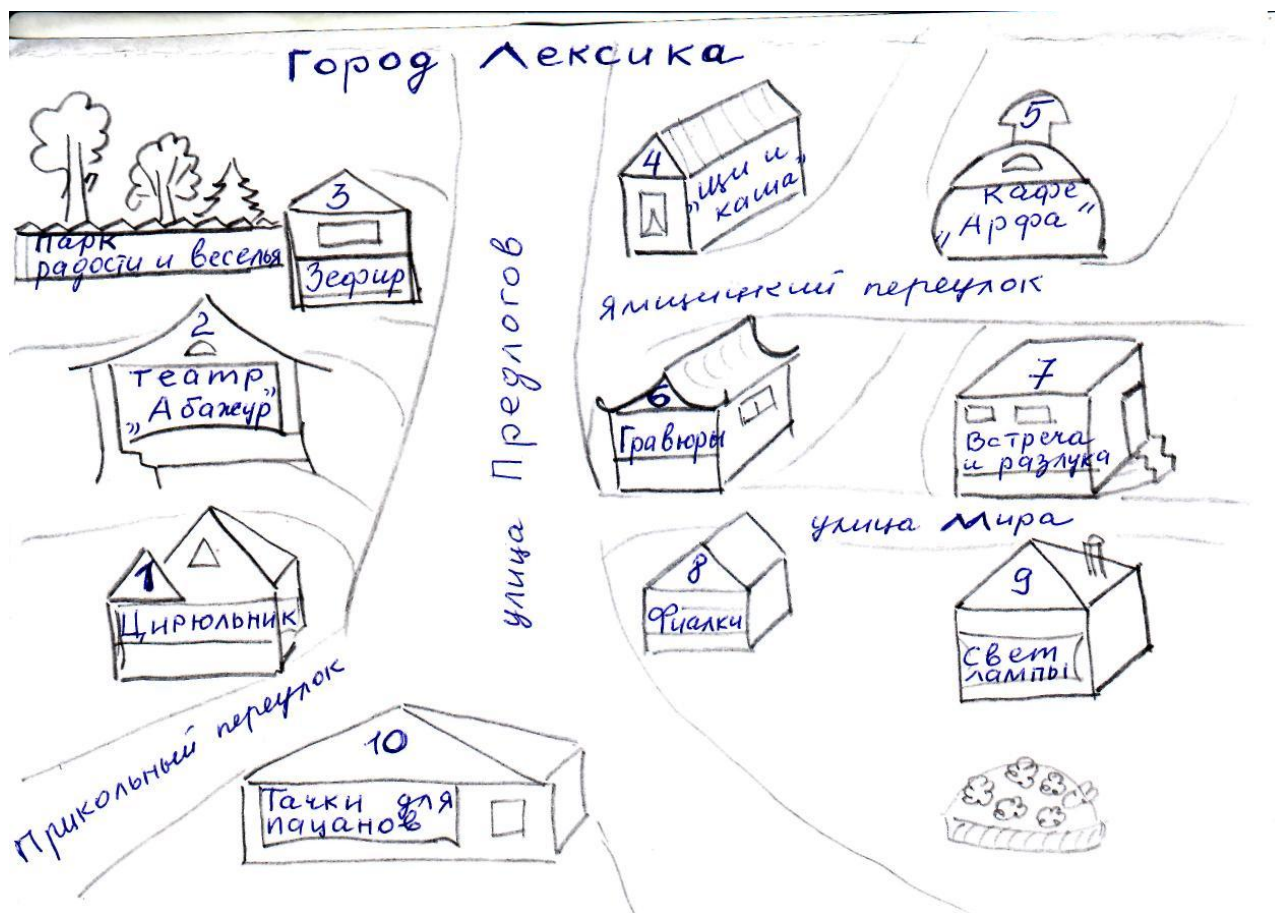 Город Лексика
3
Парк
радости и веселья
Зефир
2
театр
„Абажур”
1
Цирюльник
Прикольный переулок
10
Тачки для
пацанов
улица Предлогов
4
„Щи и
каша”
5
кафе
„Арфа”
Ямщицкий переулок
6
Гравюры
7
Встреча
и разлука
улица Мира
8
Фиалки
9
Свет
лампы